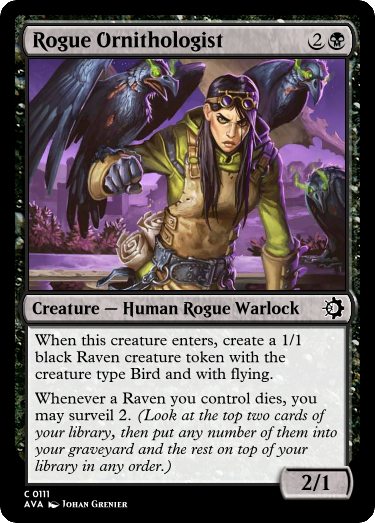 Rogue Ornithologist 2
Creature — Human Rogue Warlock
When this creature enters, create a 1/1
black Raven creature token with the
creature type Bird and with flying.
Whenever a Raven you control dies, you
may surveil 2. (Look at the top two cards of
your library, then put any number of them into
your graveyard and the rest on top of your
library in any order.)
2/1
C 0111
AVA Johan Grenier